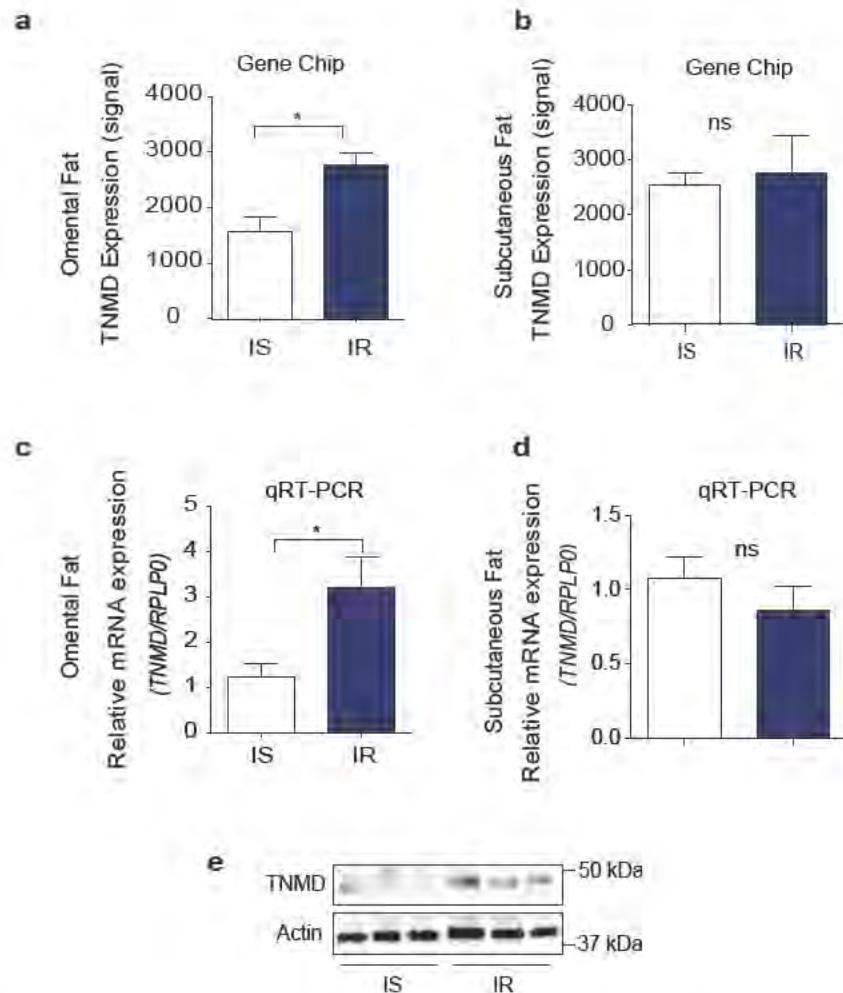 a
Gene Chip
Omental Fat
TNMD Expression (signal)
4000
3000
2000
1000
0
*
IS
IR
b
Gene Chip
Subcutaneous Fat
TNMD Expression (signal)
4000
3000
2000
1000
0
ns
IS
IR
c
qRT-PCR
Omental Fat
Relative mRNA expression
(TNMD/RPLP0)
5
4
3
2
1
0
*
IS
IR
d
qRT-PCR
Subcutaneous Fat
Relative mRNA expression
(TNMD/RPLP0)
1.5
1.0
0.5
0.0
ns
e
TNMD
50 kDa
Actin
37 kDa
IS
IR